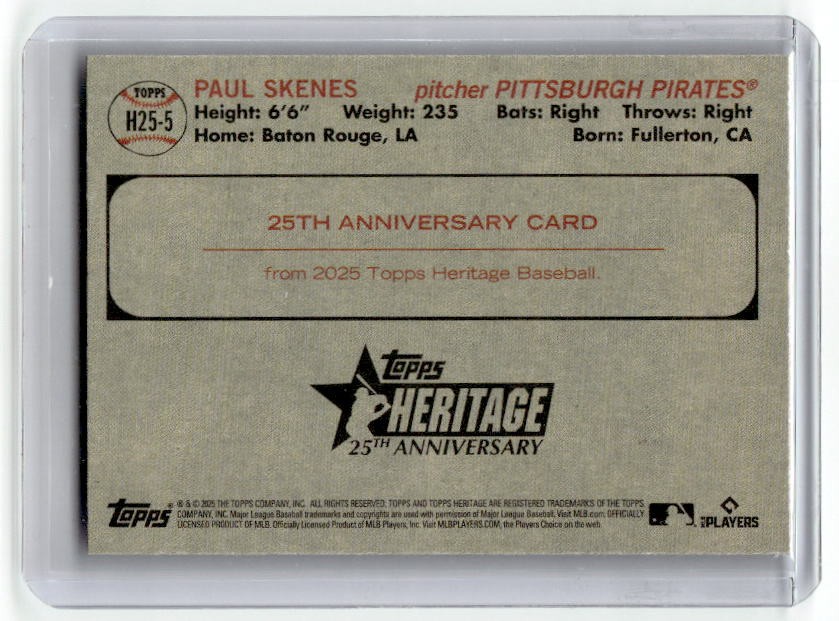 TOPPS
H25-5
PAUL SKENES pitcher PITTSBURGH PIRATES®
Height: 6'6" Weight: 235 Bats: Right Throws: Right
Home: Baton Rouge, LA Born: Fullerton, CA
25TH ANNIVERSARY CARD
from 2025 Topps Heritage Baseball.
Topps
HERITAGE
25TH ANNIVERSARY
Topps®
® & © 2025 THE TOPPS COMPANY, INC. ALL RIGHTS RESERVED. TOPPS AND TOPPS HERITAGE ARE REGISTERED TRADEMARKS OF THE TOPPS
COMPANY, INC. Major League Baseball trademarks and copyrights are used with permission of Major League Baseball. Visit MLB.com. OFFICIALLY
LICENSED PRODUCT OF MLB. Officially Licensed Product of MLB Players, Inc. Visit MLBPLAYERS.COM, the Players Choice on the web.
MLB PLAYERS